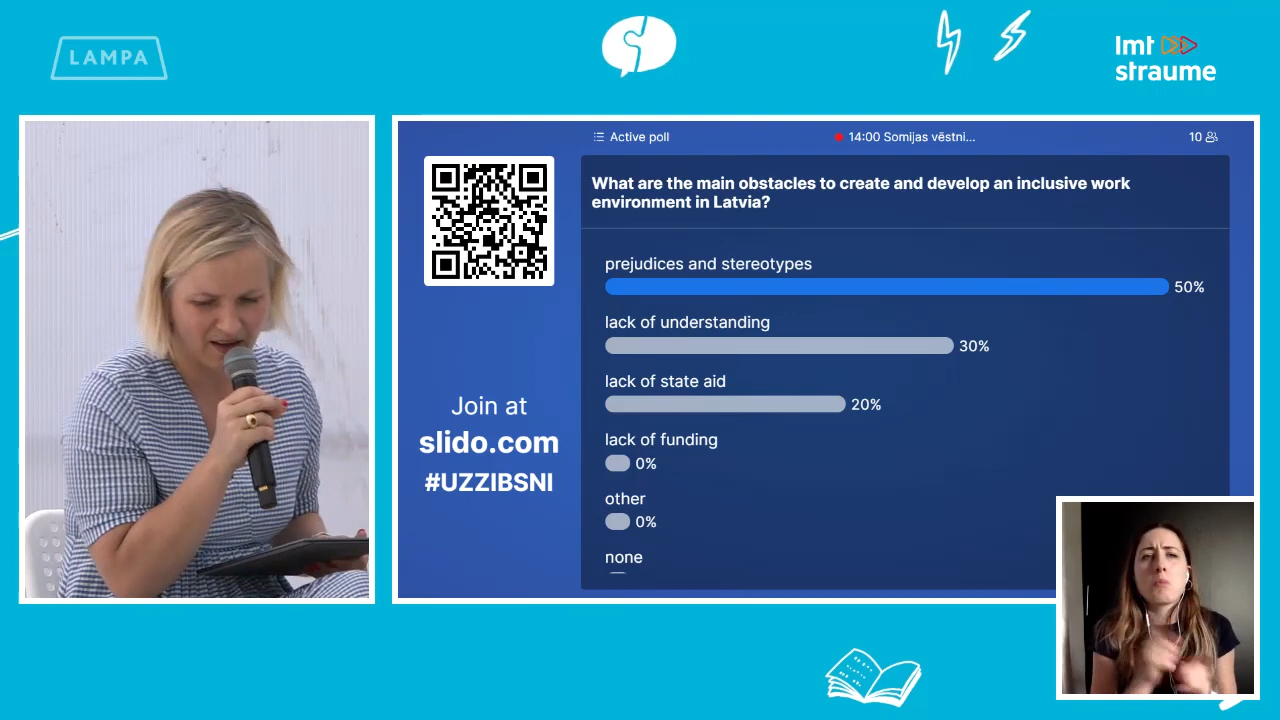 LAMPA
lmt
straume
Active poll
14:00 Somijas vēstni...
10
What are the main obstacles to create and develop an inclusive work
environment in Latvia?
prejudices and stereotypes
50%
lack of understanding
30%
lack of state aid
20%
lack of funding
0%
other
0%
none
Join at
slido.com
#UZZIBSNI